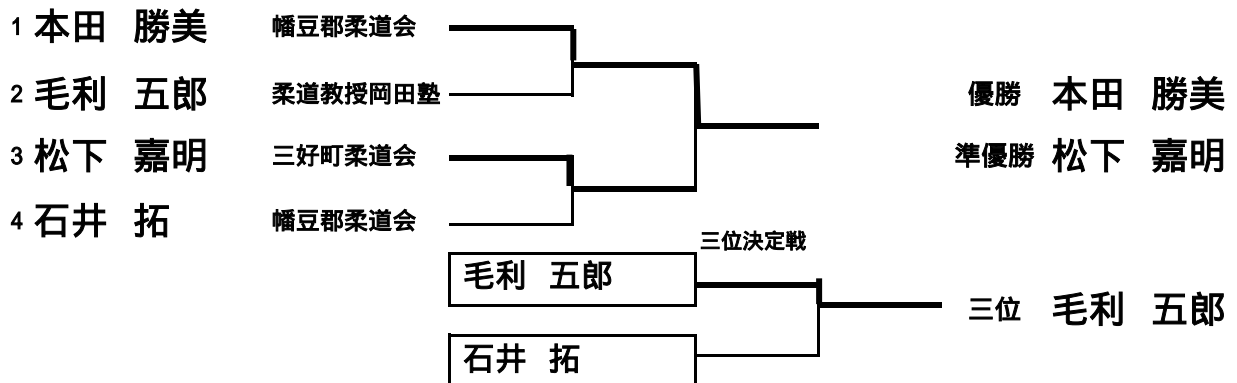 1 本田 勝美 幡豆郡柔道会
2 毛利 五郎 柔道教授岡田塾 優勝 本田 勝美
3 松下 嘉明 三好町柔道会 準優勝 松下 嘉明
4 石井 拓 幡豆郡柔道会
三位決定戦
毛利 五郎
三位 毛利 五郎
石井 拓